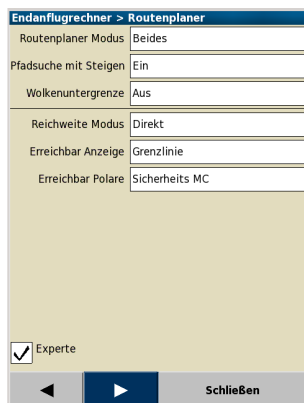 Endanflugrechner > Routenplaner
Routenplaner Modus Beides
Pfadsuche mit Steigen Ein
Wolkenuntergrenze Aus
Reichweite Modus Direkt
Erreichbar Anzeige Grenzlinie
Erreichbar Polare Sicherheits MC
Experte
Schließen